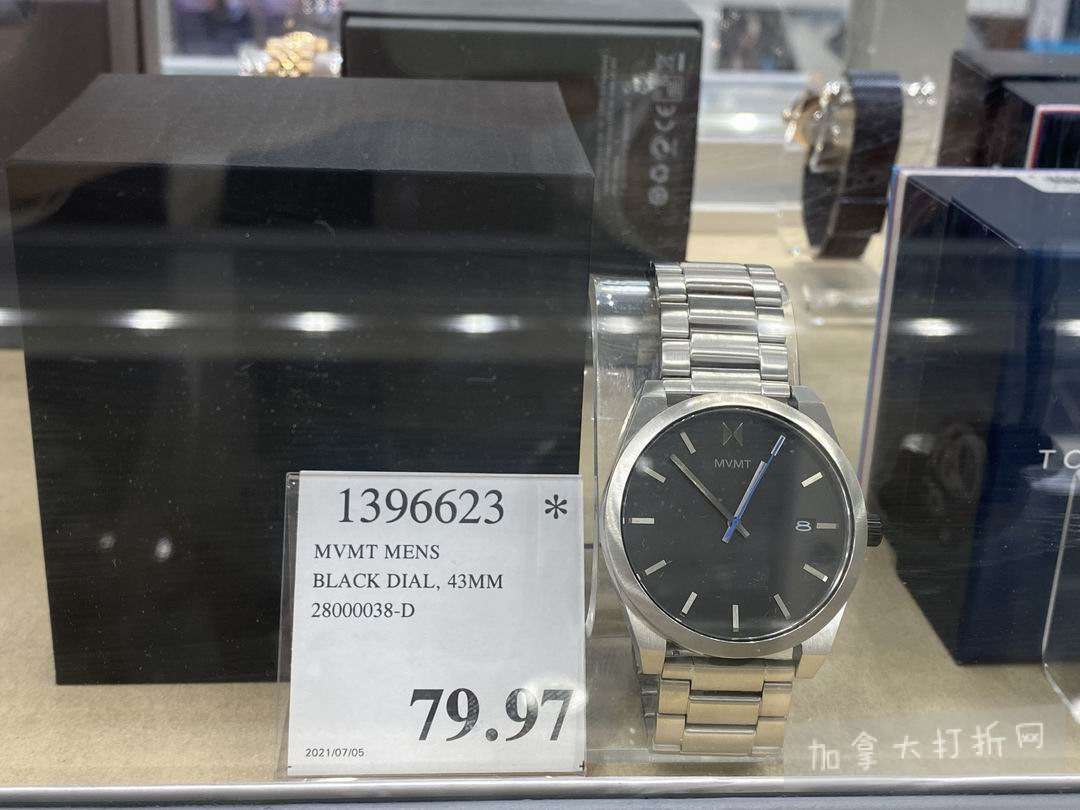 1396623 *
MVMT MENS
BLACK DIAL, 43MM
28000038-D
79.97
2021/07/05
MVMT
8
TO
加拿大打折网